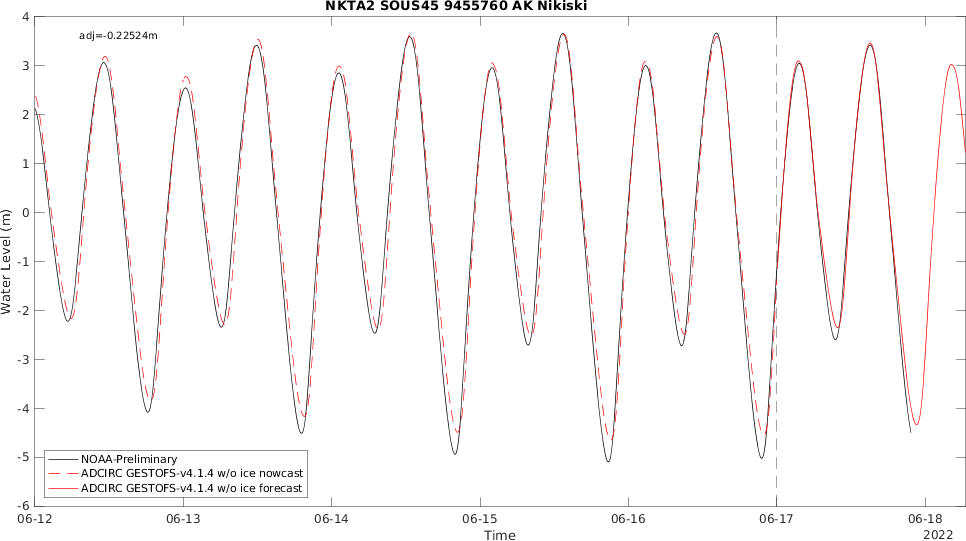 NKTA2 SOUS45 9455760 AK Nikiski
adj=-0.22524m
4
3
2
1
0
-1
-2
-3
-4
-5
-6
Water Level (m)
NOAA-Preliminary
ADCIRC GESTOFS-v4.1.4 w/o ice nowcast
ADCIRC GESTOFS-v4.1.4 w/o ice forecast
06-12 06-13 06-14 06-15 06-16 06-17 06-18
Time
2022